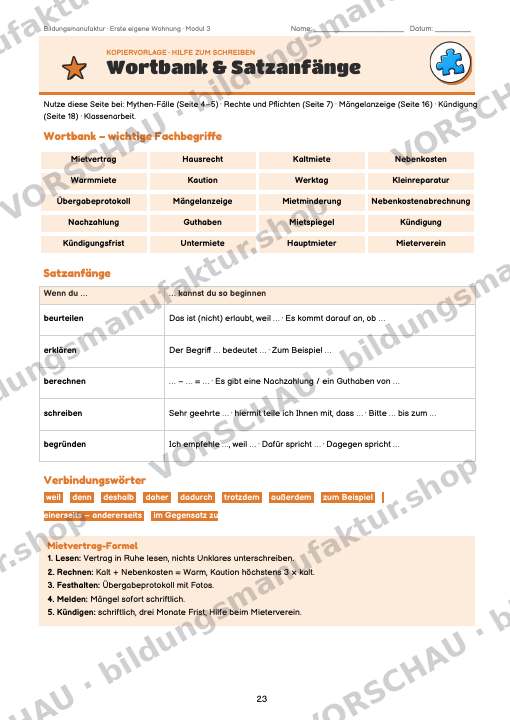 Bildungsmanufaktur · Erste eigene Wohnung · Modul 3 Name: Datum:
KOPIERVORLAGE · HILFE ZUM SCHREIBEN
Wortbank & Satzanfänge
Nutze diese Seite bei: Mythen-Fälle (Seite 4–5) · Rechte und Pflichten (Seite 7) · Mängelanzeige (Seite 16) · Kündigung
(Seite 18) · Klassenarbeit.
Wortbank – wichtige Fachbegriffe
Mietvertrag Hausrecht Kaltmiete Nebenkosten
Warmmiete Kaution Werktag Kleinreparatur
Übergabeprotokoll Mängelanzeige Mietminderung Nebenkostenabrechnung
Nachzahlung Guthaben Mietspiegel Kündigung
Kündigungsfrist Untermiete Hauptmieter Mieterverein
Satzanfänge
Wenn du … … kannst du so beginnen
beurteilen Das ist (nicht) erlaubt, weil … · Es kommt darauf an, ob …
erklären Der Begriff … bedeutet … · Zum Beispiel …
berechnen … − … = … · Es gibt eine Nachzahlung / ein Guthaben von …
schreiben Sehr geehrte … · hiermit teile ich Ihnen mit, dass … · Bitte … bis zum …
begründen Ich empfehle …, weil … · Dafür spricht … · Dagegen spricht …
Verbindungswörter
weil denn deshalb daher dadurch trotzdem außerdem zum Beispiel
einerseits – andererseits im Gegensatz zu
Mietvertrag-Formel
1. Lesen: Vertrag in Ruhe lesen, nichts Unklares unterschreiben.
2. Rechnen: Kalt + Nebenkosten = Warm, Kaution höchstens 3 × kalt.
3. Festhalten: Übergabeprotokoll mit Fotos.
4. Melden: Mängel sofort schriftlich.
5. Kündigen: schriftlich, drei Monate Frist, Hilfe beim Mieterverein.
23
VORSCHAU · bildungsmanufaktur.shop